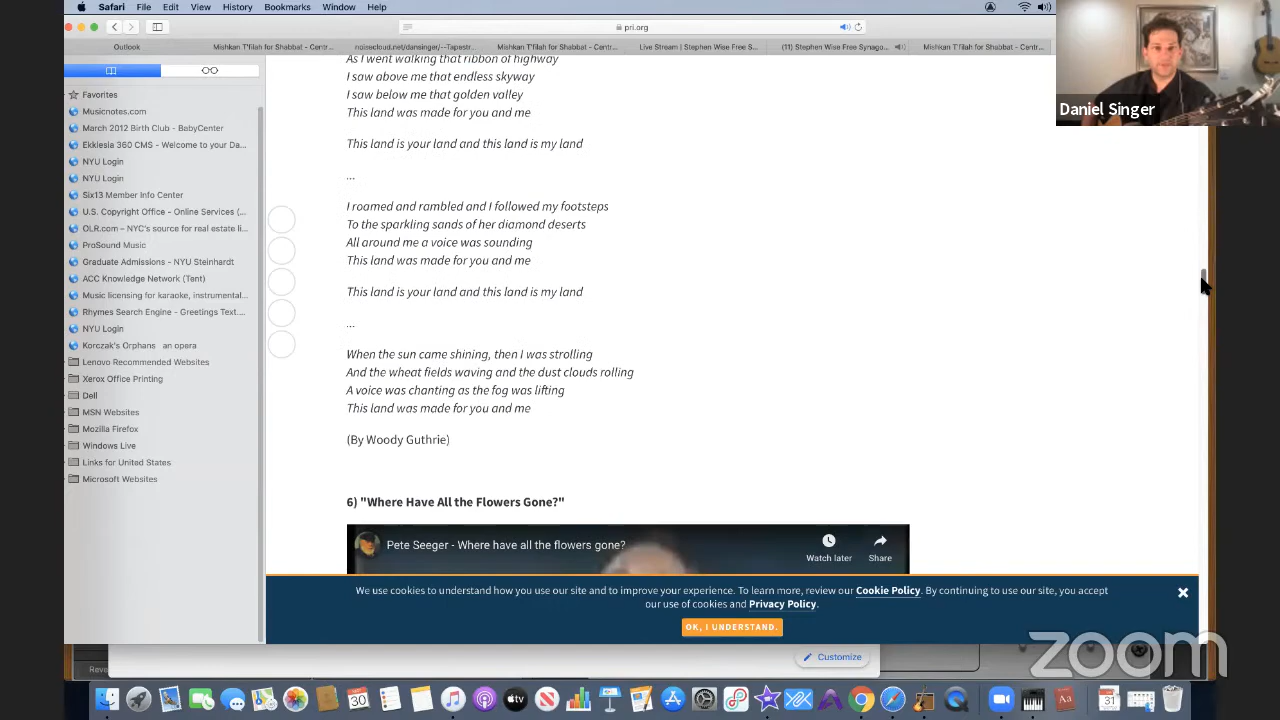 Safari File Edit View History Bookmarks Window Help
pri.org
Outlook
Mishkan T'filah for Shabbat - Centr...
noisecloud.net/dansinger/--Tapestr...
Mishkan T'filah for Shabbat - Centr...
Live Stream | Stephen Wise Free S...
(11) Stephen Wise Free Synago...
Mishkan T'filah for Shabbat - Centr...
Daniel Singer
Favorites
Musicnotes.com
March 2012 Birth Club - BabyCenter
Ekklesia 360 CMS - Welcome to your Da...
NYU Login
NYU Login
Six13 Member Info Center
U.S. Copyright Office - Online Services (...
OLR.com – NYC's source for real estate li...
ProSound Music
Graduate Admissions - NYU Steinhardt
ACC Knowledge Network (Tent)
Music licensing for karaoke, instrumental...
Rhymes Search Engine - Greetings Text...
NYU Login
Korczak's Orphans an opera
Lenovo Recommended Websites
Xerox Office Printing
Dell
MSN Websites
Mozilla Firefox
Windows Live
Links for United States
Microsoft Websites
As I went walking that ribbon of highway
I saw above me that endless skyway
I saw below me that golden valley
This land was made for you and me
This land is your land and this land is my land
...
I roamed and rambled and I followed my footsteps
To the sparkling sands of her diamond deserts
All around me a voice was sounding
This land was made for you and me
This land is your land and this land is my land
...
When the sun came shining, then I was strolling
And the wheat fields waving and the dust clouds rolling
A voice was chanting as the fog was lifting
This land was made for you and me
(By Woody Guthrie)
6) "Where Have All the Flowers Gone?"
Pete Seeger - Where have all the flowers gone?
Watch later
Share
We use cookies to understand how you use our site and to improve your experience. To learn more, review our Cookie Policy. By continuing to use our site, you accept
our use of cookies and Privacy Policy.
OK, I UNDERSTAND.
Customize
zoom
30
Aa
31